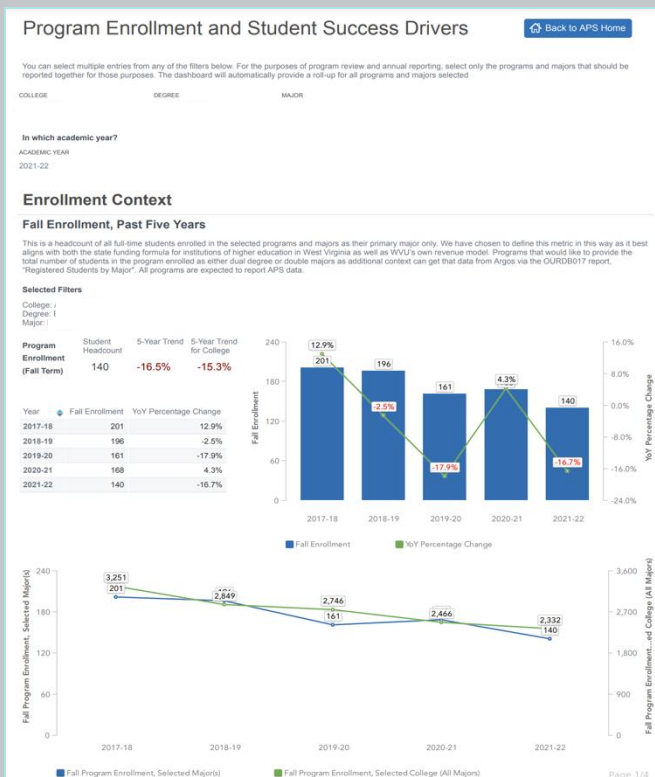 Program Enrollment and Student Success Drivers
Back to APS Home
You can select multiple entries from any of the filters below. For the purposes of program review and annual reporting, select only the programs and majors that should be
reported together for those purposes. The dashboard will automatically provide a roll-up for all programs and majors selected
COLLEGE DEGREE MAJOR
In which academic year?
ACADEMIC YEAR
2021-22
Enrollment Context
Fall Enrollment, Past Five Years
This is a headcount of all full-time students enrolled in the selected programs and majors as their primary major only. We have chosen to define this metric in this way as it best
aligns with both the state funding formula for institutions of higher education in West Virginia as well as WVU's own revenue model. Programs that would like to provide the
total number of students in the program enrolled as either dual degree or double majors as additional context can get that data from Argos via the OURDB017 report,
"Registered Students by Major". All programs are expected to report APS data.
Selected Filters
College:
Degree:
Major:
Program Enrollment (Fall Term)
Student Headcount
140
5-Year Trend
-16.5%
5-Year Trend for College
-15.3%
Year Fall Enrollment YoY Percentage Change
2017-18 201 12.9%
2018-19 196 -2.5%
2019-20 161 -17.9%
2020-21 168 4.3%
2021-22 140 -16.7%
Fall Enrollment
240
180
120
60
0
12.9%
201
196
-2.5%
161
-17.9%
4.3%
140
-16.7%
16.0%
8.0%
0.0%
-8.0%
-16.0%
-24.0%
YoY Percentage Change
2017-18 2018-19 2019-20 2020-21 2021-22
Fall Enrollment YoY Percentage Change
Fall Program Enrollment, Selected Major(s)
240
180
120
60
0
3,251
201
2,849
2,746
161
2,466
2,332
140
3,600
2,700
1,800
900
0
Fall Program Enrollment...ed College (All Majors)
2017-18 2018-19 2019-20 2020-21 2021-22
Fall Program Enrollment, Selected Major(s) Fall Program Enrollment, Selected College (All Majors)
Page 1/4